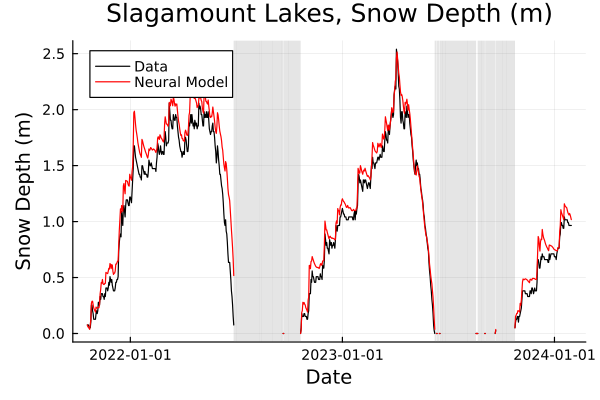 Slagamount Lakes, Snow Depth (m)
Data
Neural Model
Snow Depth (m)
2.5
2.0
1.5
1.0
0.5
0.0
2022-01-01
2023-01-01
2024-01-01
Date